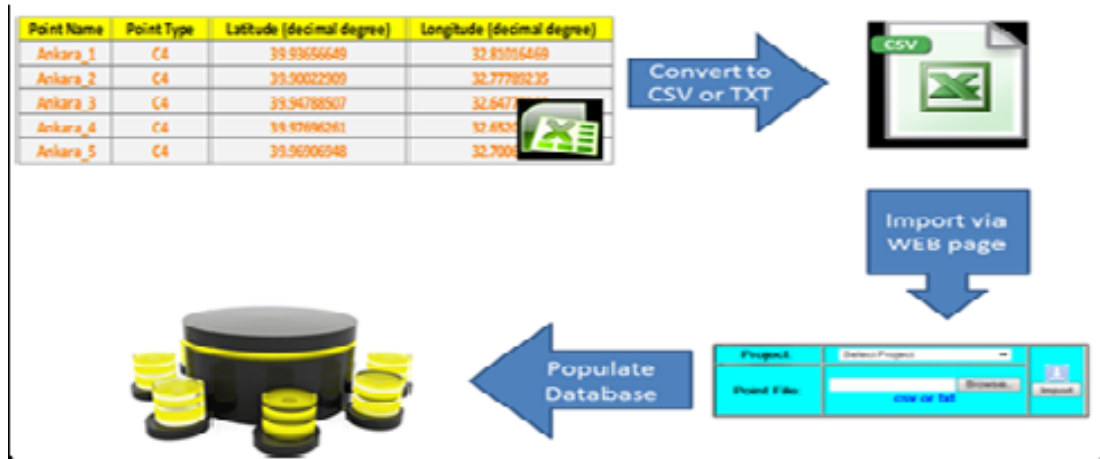 Point Name Point Type Latitude (decimal degree) Longitude (decimal degree)
Ankara_1 C4 39.93656649 32.81016469
Ankara_2 C4 39.90022909 32.77789235
Ankara_3 C4 39.94788507
Ankara_4 C4 39.97696261
Ankara_5 C4 39.96906948
Convert to
CSV or TXT
CSV
Import via
WEB page
Project:
Select Project
Point File:
Browse..
csv or txt
Import
Populate
Database